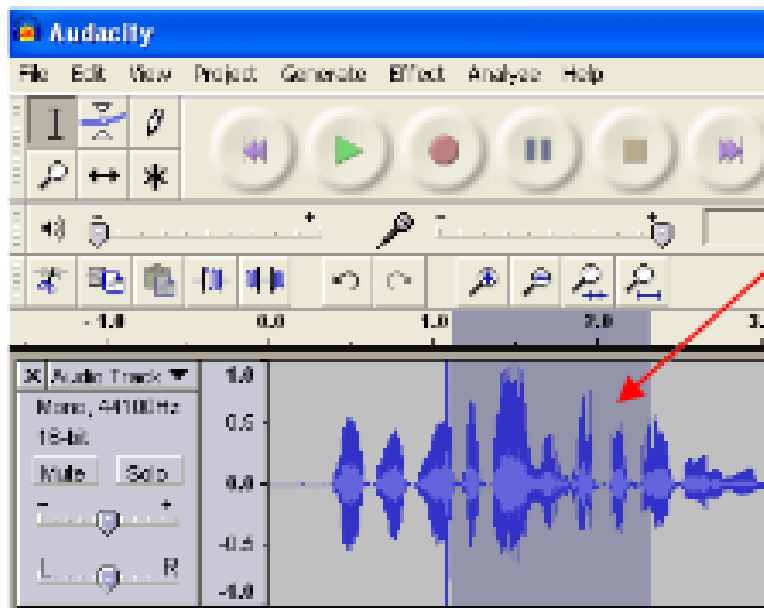 Audacity
File Edit View Project Generate Effect Analyze Help
- +
- +
- 1.0 0.0 1.0 2.0
X Audio Track
Mono, 44100Hz
16-bit
Mute Solo
- +
L R
1.0
0.5
0.0
-0.5
-1.0